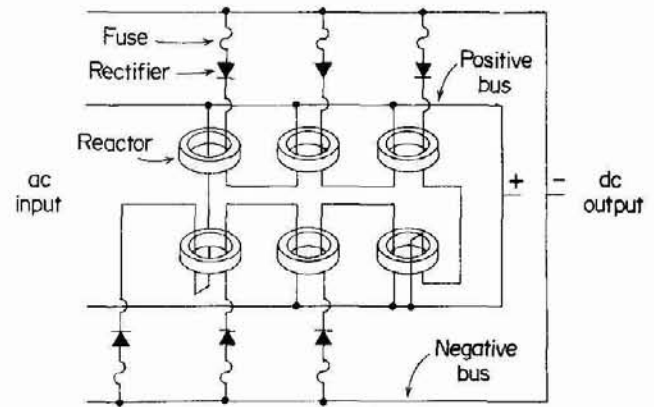 Fuse
Rectifier
Positive
bus
Reactor
ac
input
+ -
dc
output
Negative
bus